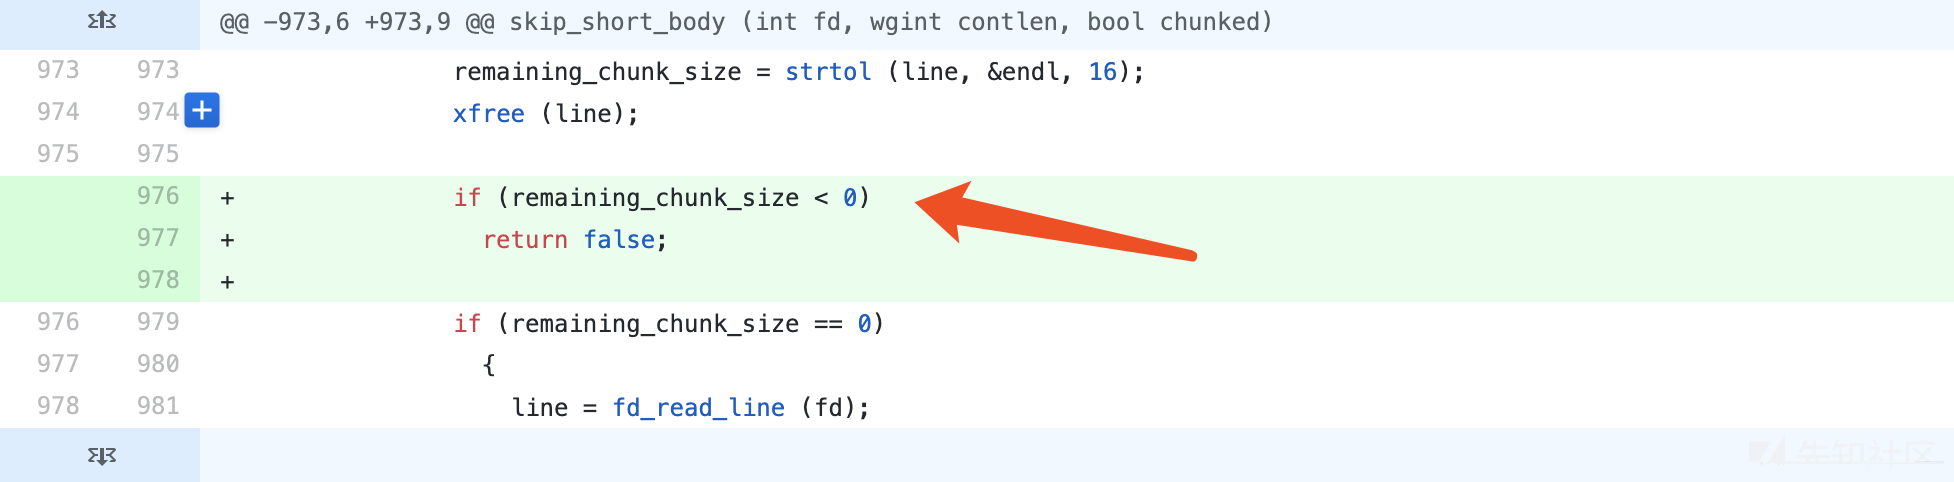 @@ -973,6 +973,9 @@ skip_short_body (int fd, wgint contlen, bool chunked)
973 973 remaining_chunk_size = strtol (line, &endl, 16);
974 974 + xfree (line);
975 975
976 + if (remaining_chunk_size < 0)
977 + return false;
978 +
976 979 if (remaining_chunk_size == 0)
977 980 {
978 981 line = fd_read_line (fd);
先知社区